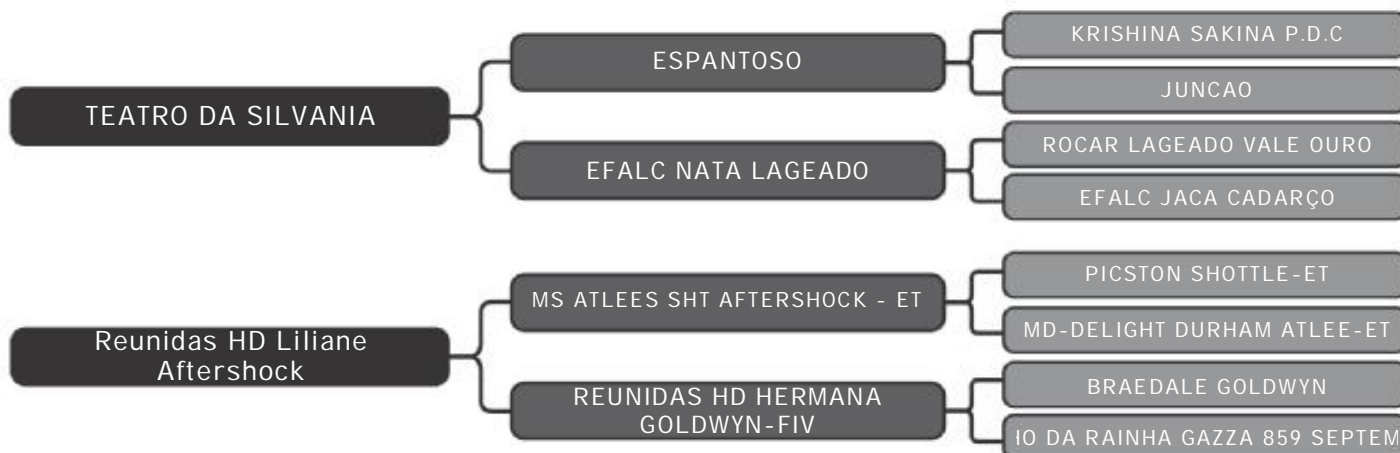 TEATRO DA SILVANIA
ESPANTOSO
KRISHINA SAKINA P.D.C
JUNCAO
EFALC NATA LAGEADO
ROCAR LAGEADO VALE OURO
EFALC JACA CADARÇO
Reunidas HD Liliane
Aftershock
MS ATLEES SHT AFTERSHOCK - ET
PICSTON SHOTTLE-ET
MD-DELIGHT DURHAM ATLEE-ET
REUNIDAS HD HERMANA
GOLDWYN-FIV
BRAEDALE GOLDWYN
DA RAINHA GAZZA 859